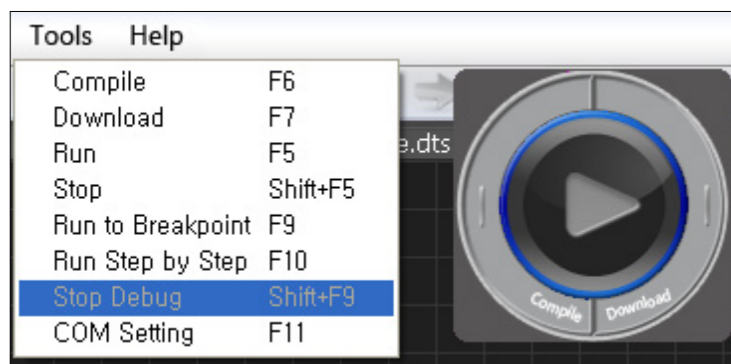 Tools Help
Compile F6
Download F7
Run F5
Stop Shift+F5
Run to Breakpoint F9
Run Step by Step F10
Stop Debug Shift+F9
COM Setting F11
e.dts
Compile Download